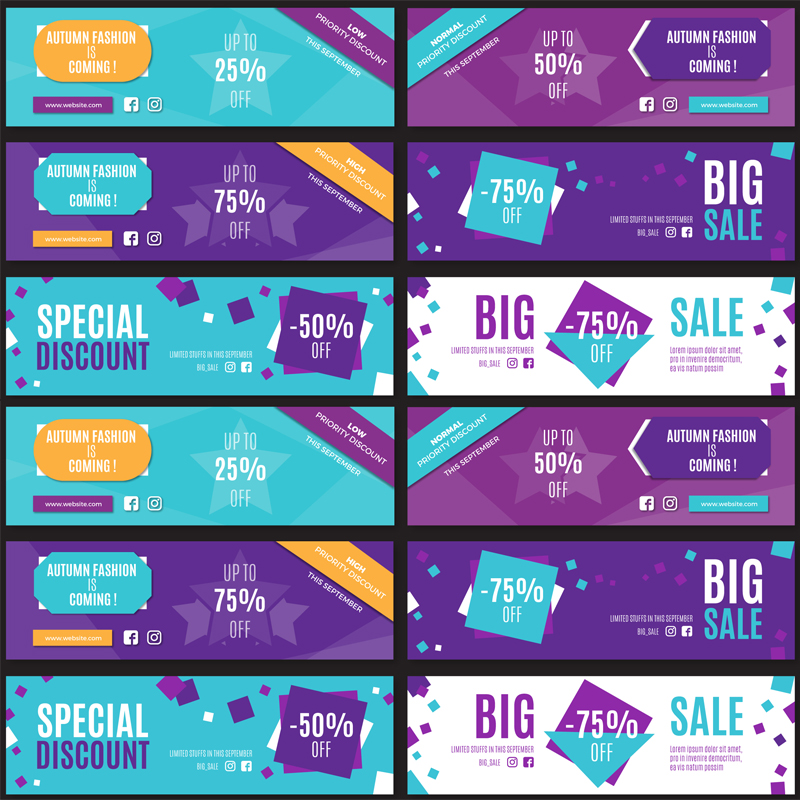 AUTUMN FASHION
IS
COMING !
www.website.com
UP TO
25%
OFF
LOW
PRIORITY DISCOUNT
THIS SEPTEMBER
NORMAL
PRIORITY DISCOUNT
THIS SEPTEMBER
UP TO
50%
OFF
AUTUMN FASHION
IS
COMING !
www.website.com
AUTUMN FASHION
IS
COMING !
www.website.com
UP TO
75%
OFF
HIGH
PRIORITY DISCOUNT
THIS SEPTEMBER
-75%
OFF
LIMITED STUFFS IN THIS SEPTEMBER
BIG_SALE
BIG
SALE
SPECIAL
DISCOUNT
LIMITED STUFFS IN THIS SEPTEMBER
BIG_SALE
-50%
OFF
BIG
LIMITED STUFFS IN THIS SEPTEMBER
BIG_SALE
-75%
OFF
SALE
Lorem ipsum dolor si amet,
in invenire democritum,
ea vis natum possim
AUTUMN FASHION
IS
COMING !
www.website.com
UP TO
25%
OFF
LOW
PRIORITY DISCOUNT
THIS SEPTEMBER
NORMAL
PRIORITY DISCOUNT
THIS SEPTEMBER
UP TO
50%
OFF
AUTUMN FASHION
IS
COMING !
www.website.com
AUTUMN FASHION
IS
COMING !
www.website.com
UP TO
75%
OFF
HIGH
PRIORITY DISCOUNT
THIS SEPTEMBER
-75%
OFF
LIMITED STUFFS IN THIS SEPTEMBER
BIG_SALE
BIG
SALE
SPECIAL
DISCOUNT
LIMITED STUFFS IN THIS SEPTEMBER
BIG_SALE
-50%
OFF
BIG
LIMITED STUFFS IN THIS SEPTEMBER
BIG_SALE
-75%
OFF
SALE
Lorem ipsum dolor si amet,
in invenire democritum,
ea vis natum possim